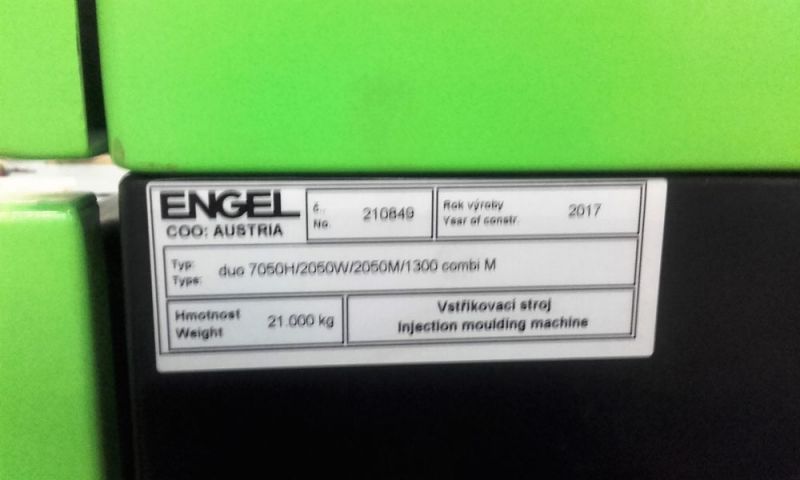 ENGEL
COO: AUSTRIA
č.
No.
210849
Rok výroby
Year of constr.
2017
Typ:
Type:
duo 7050H/2050W/2050M/1300 combi M
Hmotnost
Weight
21.000 kg
Vstřikovací stroj
Injection moulding machine